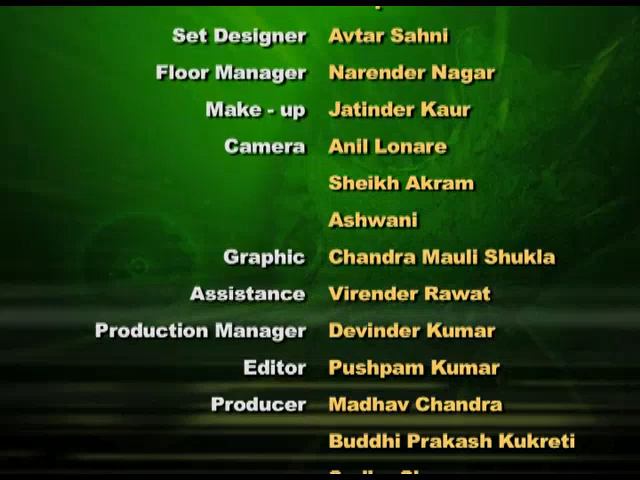 Set Designer Avtar Sahni
Floor Manager Narender Nagar
Make - up Jatinder Kaur
Camera Anil Lonare
Sheikh Akram
Ashwani
Graphic Chandra Mauli Shukla
Assistance Virender Rawat
Production Manager Devinder Kumar
Editor Pushpam Kumar
Producer Madhav Chandra
Buddhi Prakash Kukreti